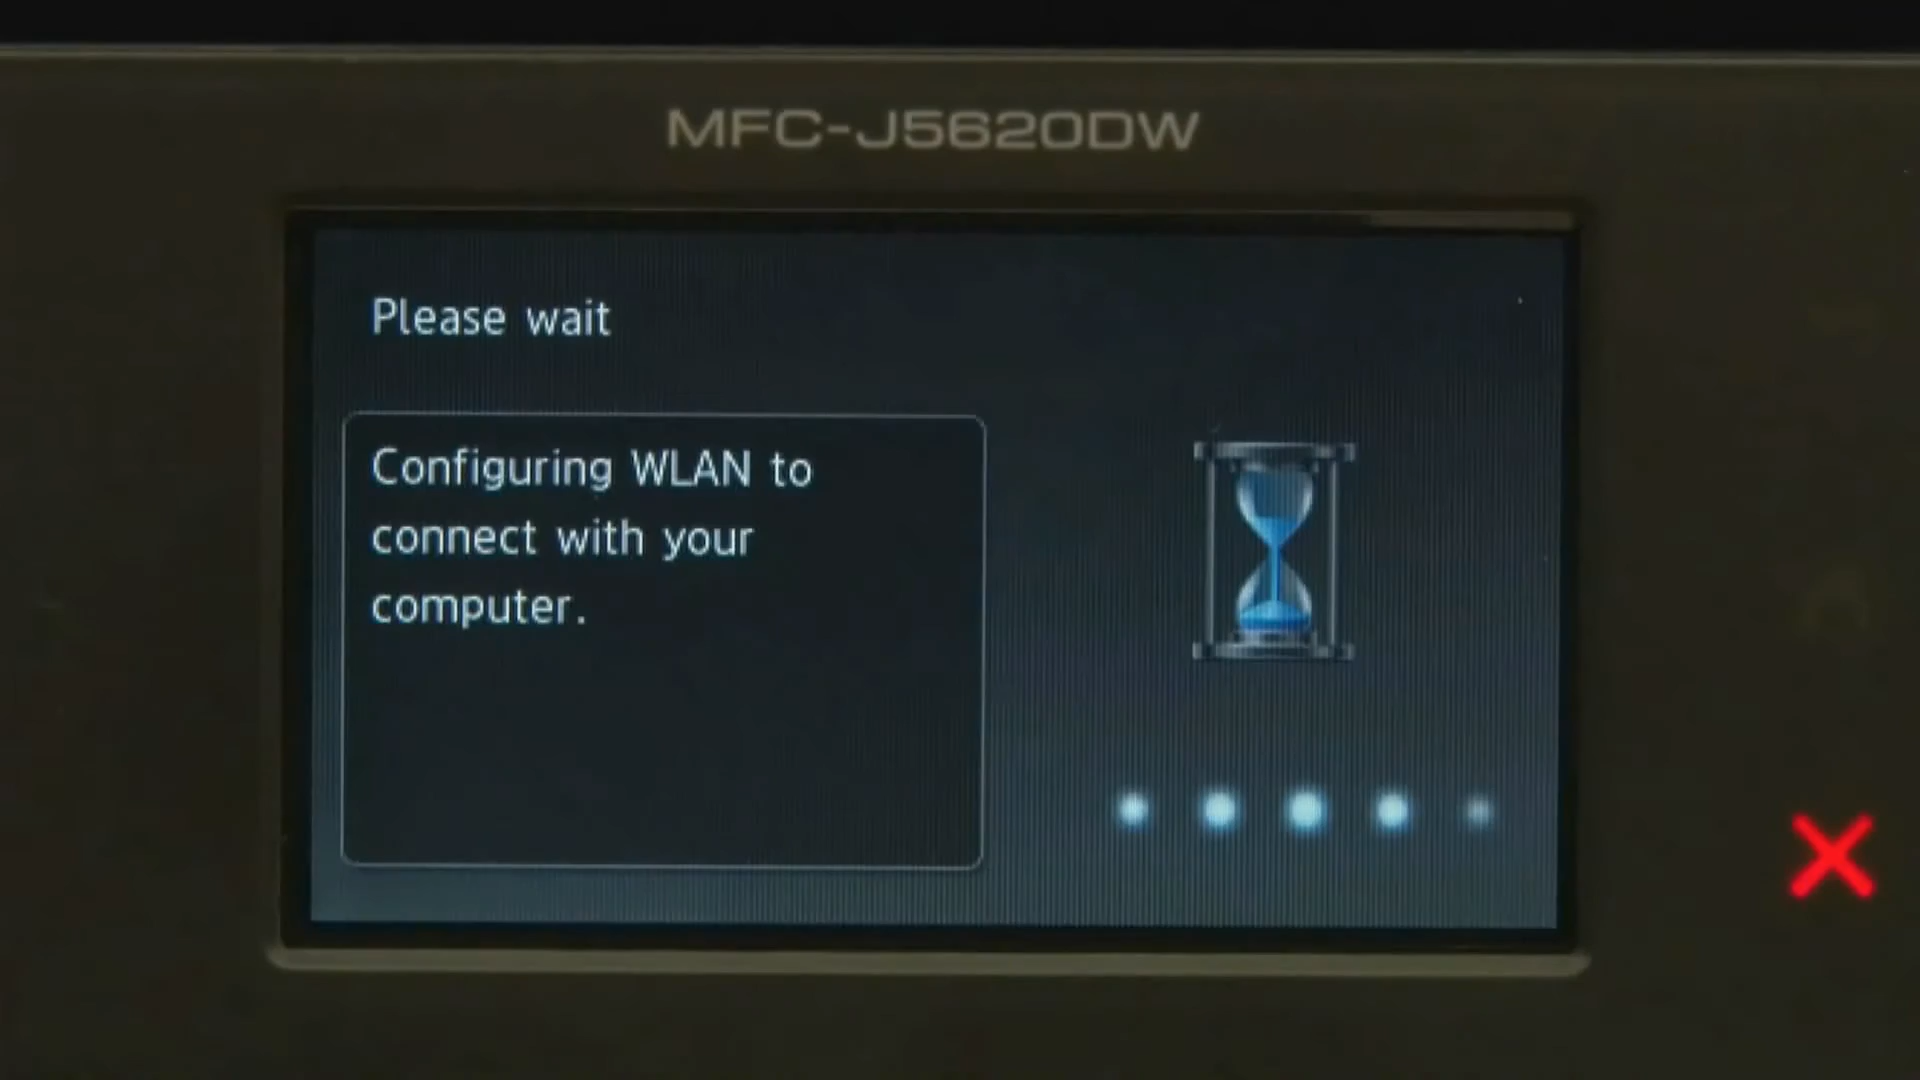 MFC-J5620DW
Please wait
Configuring WLAN to
connect with your
computer.